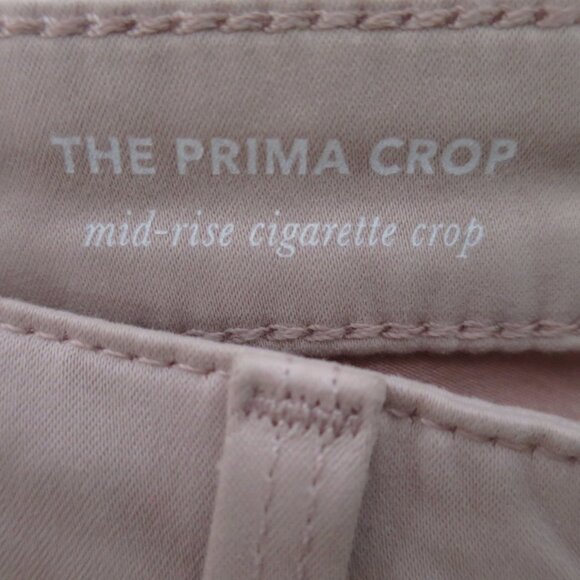 THE PRIMA CROP
mid-rise cigarette crop